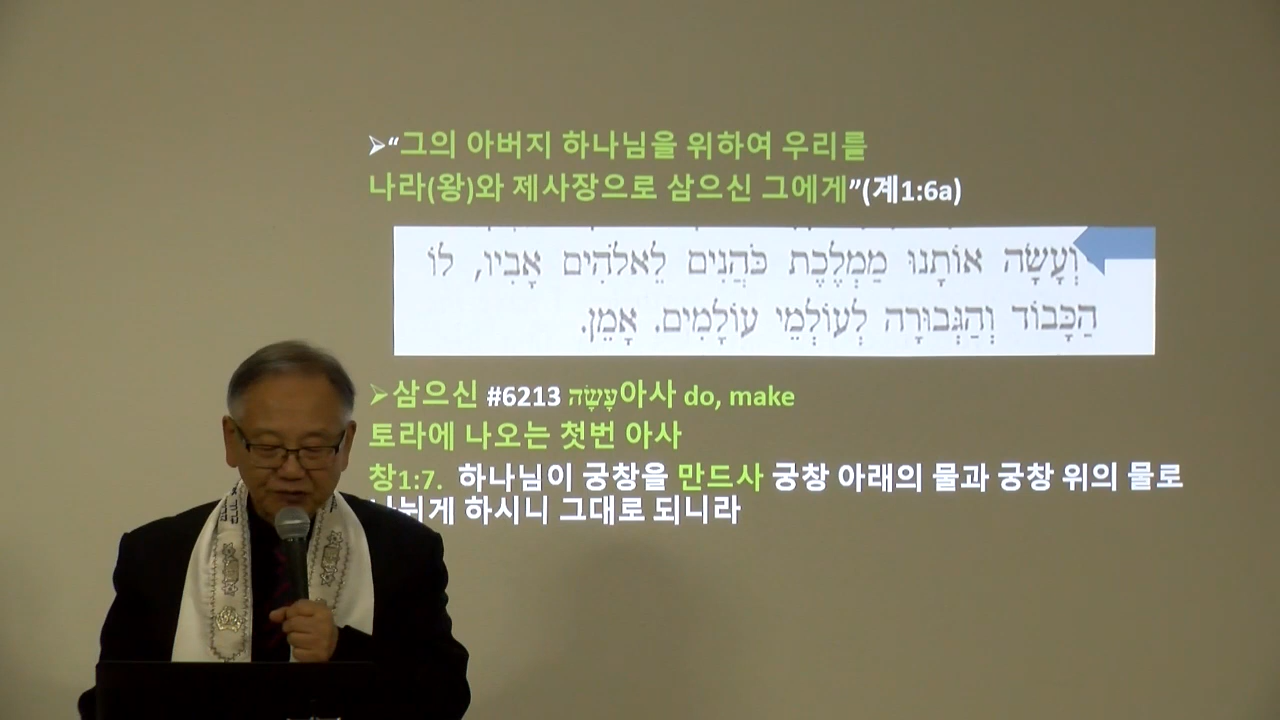 ➢“그의 아버지 하나님을 위하여 우리를
나라(왕)와 제사장으로 삼으신 그에게”(계1:6a)
וְעָשָׂה אוֹתָנוּ מַמְלֶכֶת כֹּהֲנִים לֵאלֹהִים אָבִיו, לוֹ
הַכָּבוֹד וְהַגְּבוּרָה לְעוֹלְמֵי עוֹלָמִים. אָמֵן.
➢삼으신 #6213 עָשָׂה아사 do, make
토라에 나오는 첫번 아사
창1:7. 하나님이 궁창을 만드사 궁창 아래의 물과 궁창 위의 물로
나뉘게 하시니 그대로 되니라